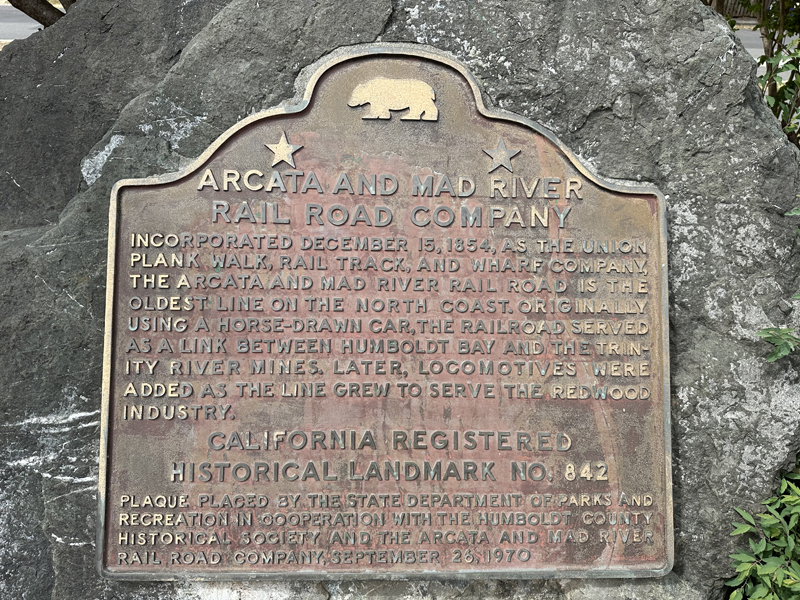 ARCATA AND MAD RIVER
RAIL ROAD COMPANY
INCORPORATED DECEMBER 15, 1854, AS THE UNION
PLANK WALK, RAIL TRACK, AND WHARF COMPANY,
THE ARCATA AND MAD RIVER RAIL ROAD IS THE
OLDEST LINE ON THE NORTH COAST. ORIGINALLY
USING A HORSE-DRAWN CAR, THE RAILROAD SERVED
AS A LINK BETWEEN HUMBOLDT BAY AND THE TRIN-
ITY RIVER MINES. LATER, LOCOMOTIVES WERE
ADDED AS THE LINE GREW TO SERVE THE REDWOOD
INDUSTRY.
CALIFORNIA REGISTERED
HISTORICAL LANDMARK NO. 842
PLAQUE PLACED BY THE STATE DEPARTMENT OF PARKS AND
RECREATION IN COOPERATION WITH THE HUMBOLDT COUNTY
HISTORICAL SOCIETY AND THE ARCATA AND MAD RIVER
RAIL ROAD COMPANY, SEPTEMBER 26, 1970